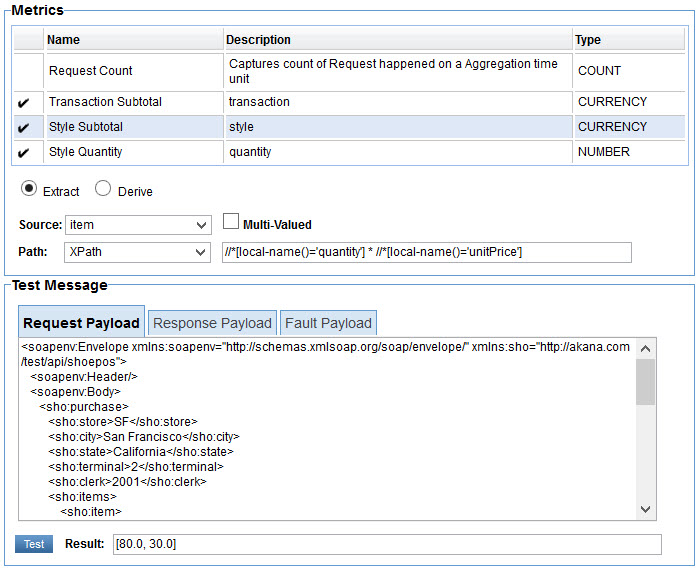 Metrics
Name Description Type
Request Count Captures count of Request happened on a Aggregation time
unit COUNT
Transaction Subtotal transaction CURRENCY
Style Subtotal style CURRENCY
Style Quantity quantity NUMBER
Extract Derive
Source: item Multi-Valued
Path: XPath //*[local-name()='quantity'] * //*[local-name()='unitPrice']
Test Message
Request Payload Response Payload Fault Payload
<soapenv:Envelope xmlns:soapenv="http://schemas.xmlsoap.org/soap/envelope/" xmlns:sho="http://akana.com
/test/api/shoepos">
<soapenv:Header/>
<soapenv:Body>
<sho:purchase>
<sho:store>SF</sho:store>
<sho:city>San Francisco</sho:city>
<sho:state>California</sho:state>
<sho:terminal>2</sho:terminal>
<sho:clerk>2001</sho:clerk>
<sho:items>
<sho:item>
Test Result: [80.0, 30.0]